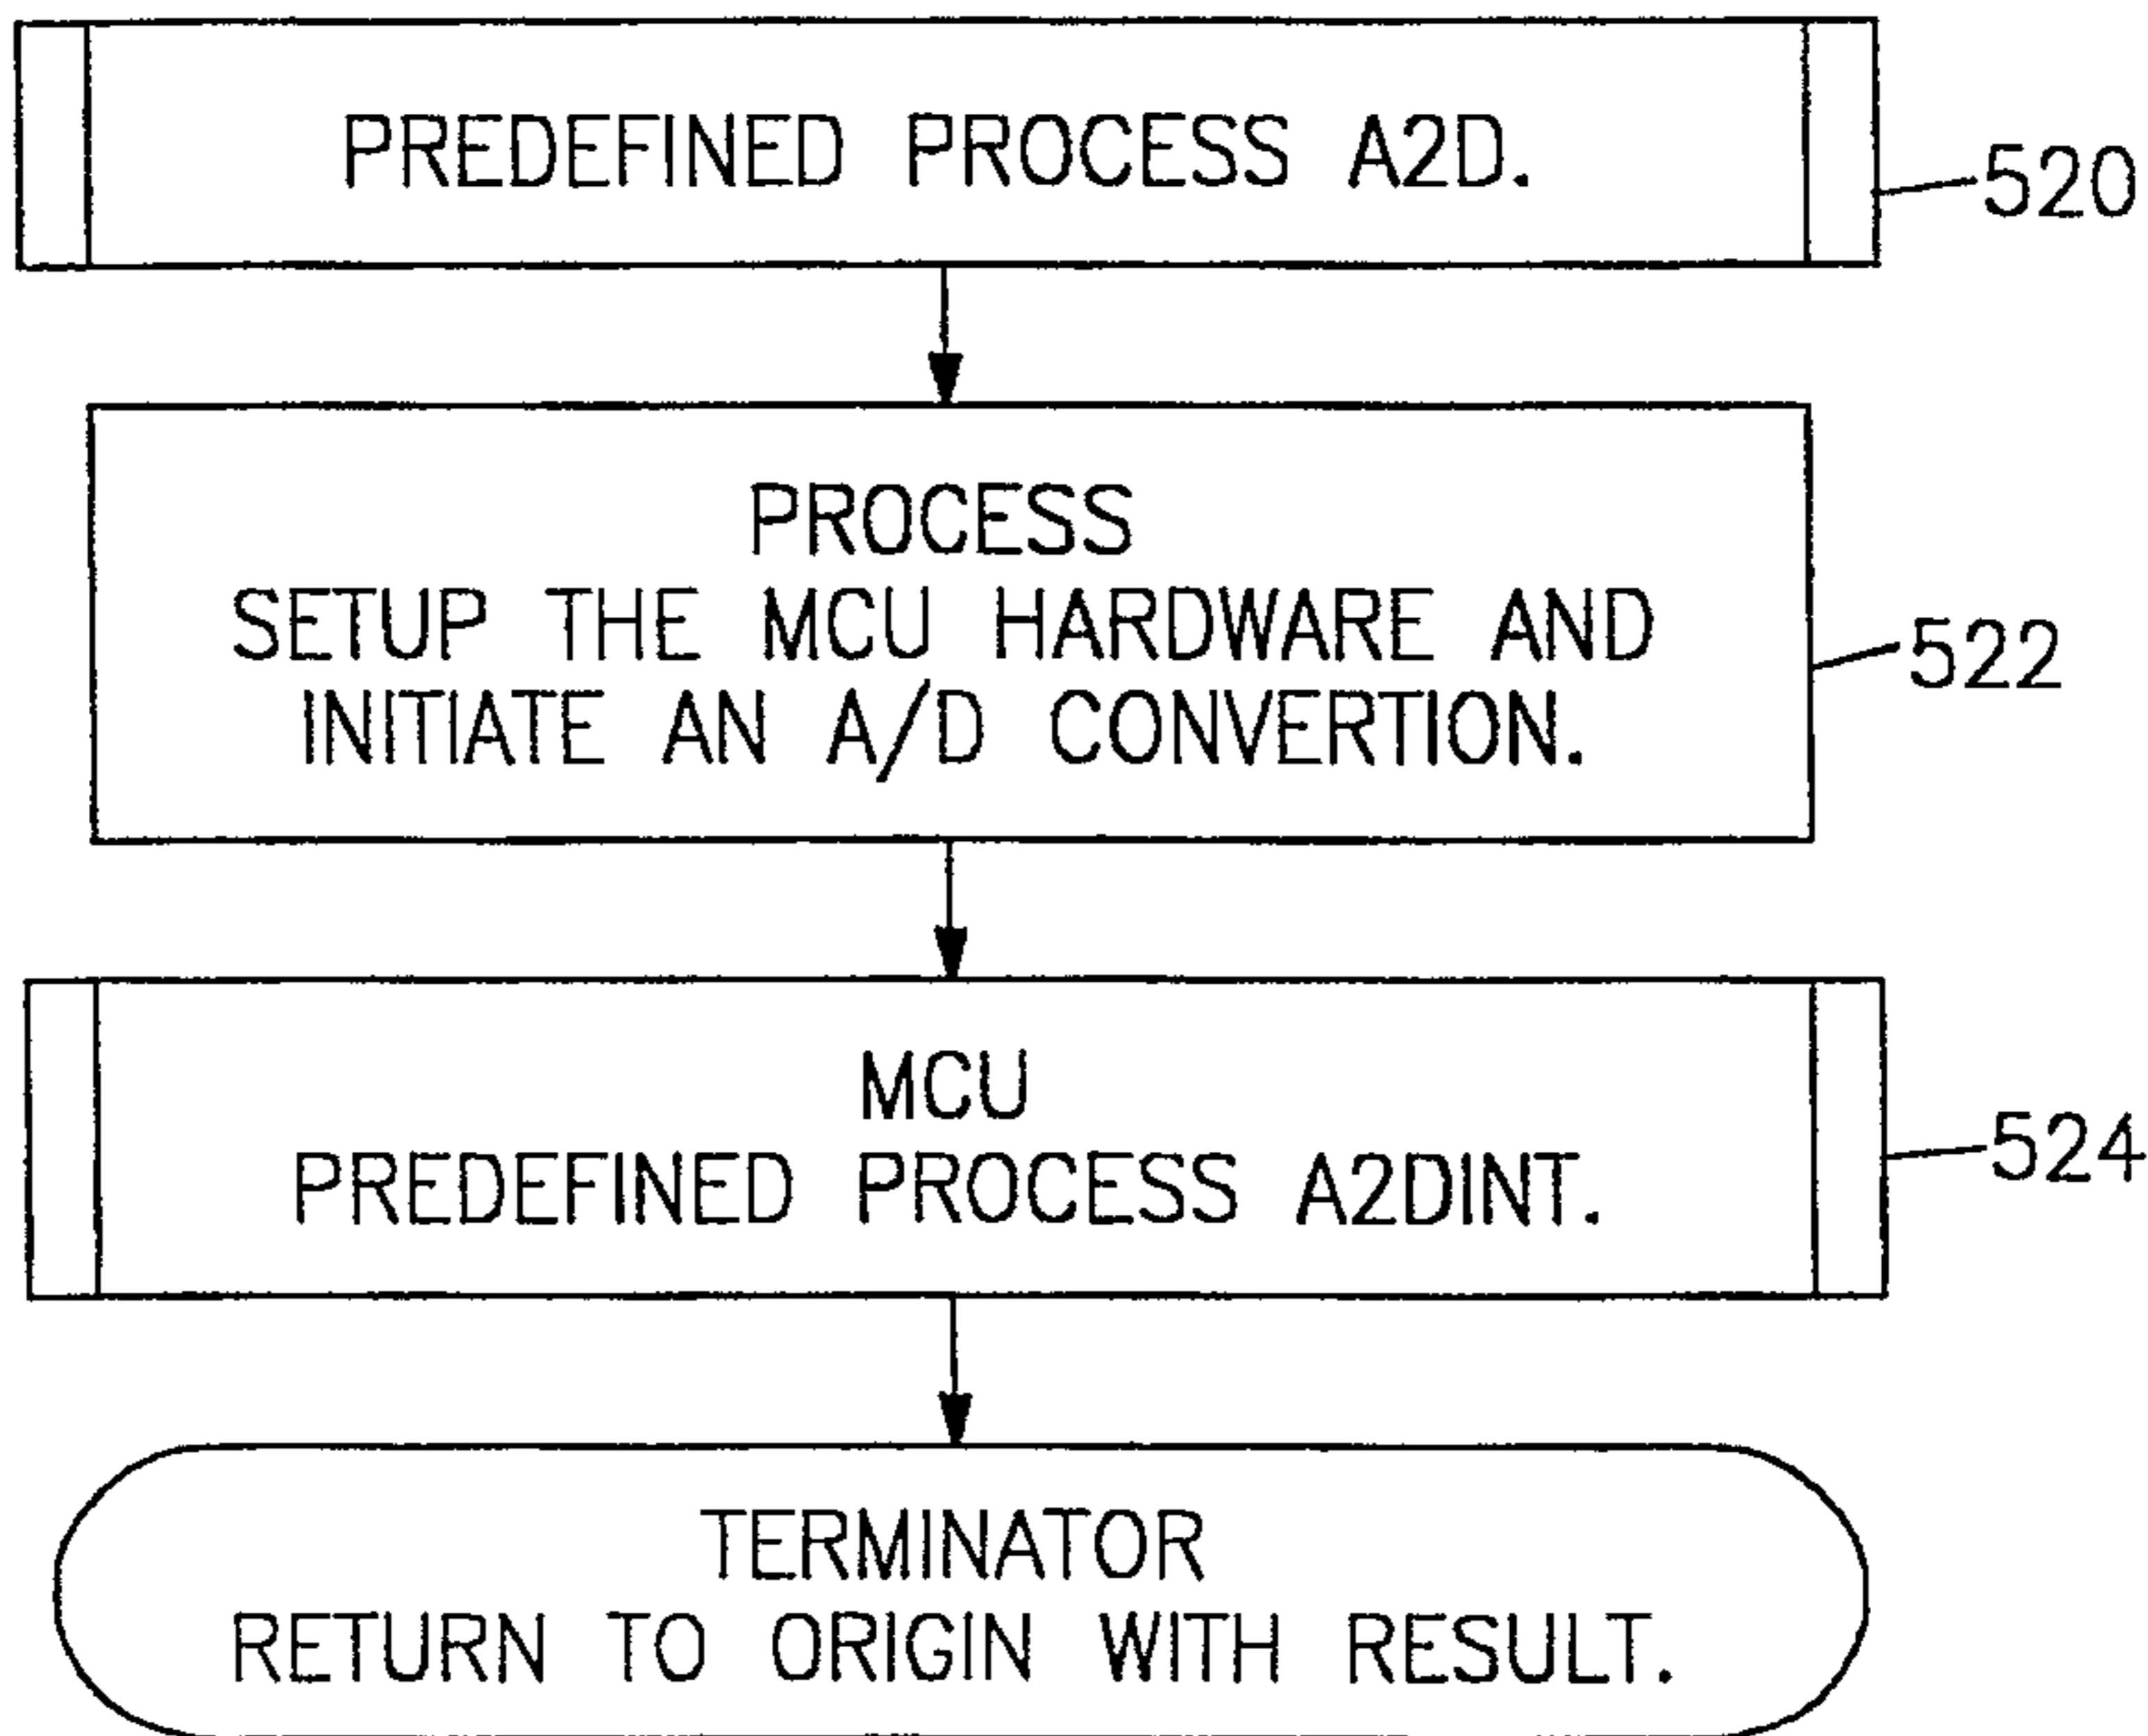 PREDEFINED PROCESS A2D.
520
PROCESS
SETUP THE MCU HARDWARE AND
INITIATE AN A/D CONVERTION.
522
MCU
PREDEFINED PROCESS A2DINT.
524
TERMINATOR
RETURN TO ORIGIN WITH RESULT.